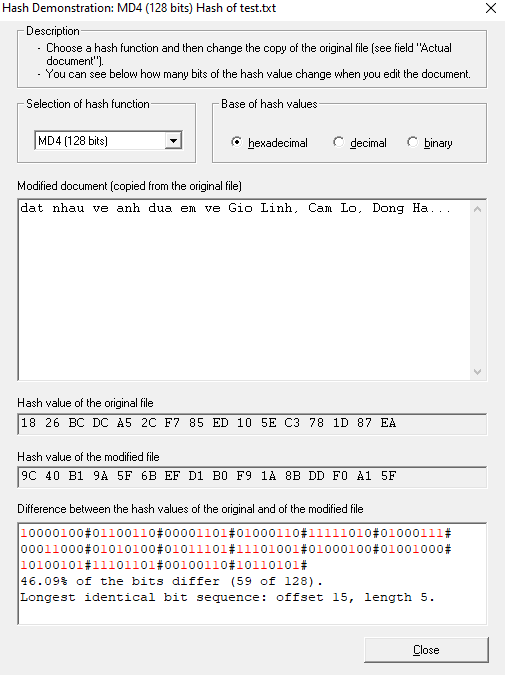 Hash Demonstration: MD4 (128 bits) Hash of test.txt
Description
- Choose a hash function and then change the copy of the original file (see field "Actual
document").
- You can see below how many bits of the hash value change when you edit the document.
Selection of hash function
MD4 (128 bits)
Base of hash values
hexadecimal
decimal
binary
Modified document (copied from the original file)
dat nhau ve anh dua em ve Gio Linh, Cam Lo, Dong Ha...
Hash value of the original file
18 26 BC DC A5 2C F7 85 ED 10 5E C3 78 1D 87 EA
Hash value of the modified file
9C 40 B1 9A 5F 6B EF D1 B0 F9 1A 8B DD F0 A1 5F
Difference between the hash values of the original and of the modified file
10000100#01100110#00001101#01000110#11111010#01000111#
00011000#01010100#01011101#11101001#01000100#01001000#
10100101#11101101#00100110#10110101#
46.09% of the bits differ (59 of 128).
Longest identical bit sequence: offset 15, length 5.
Close